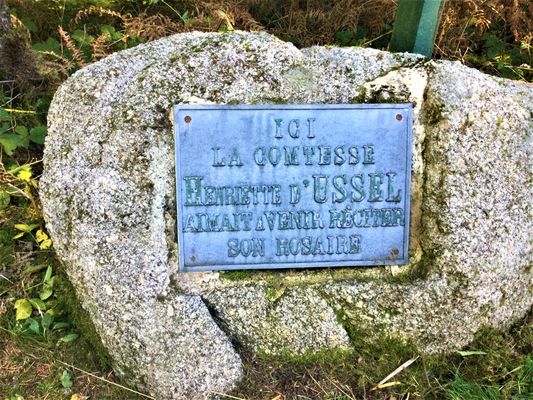 ICI
LA COMTESSE
HENRIETTE D'USSEL
AIMAIT A VENIR RÉCITER
SON ROSAIRE